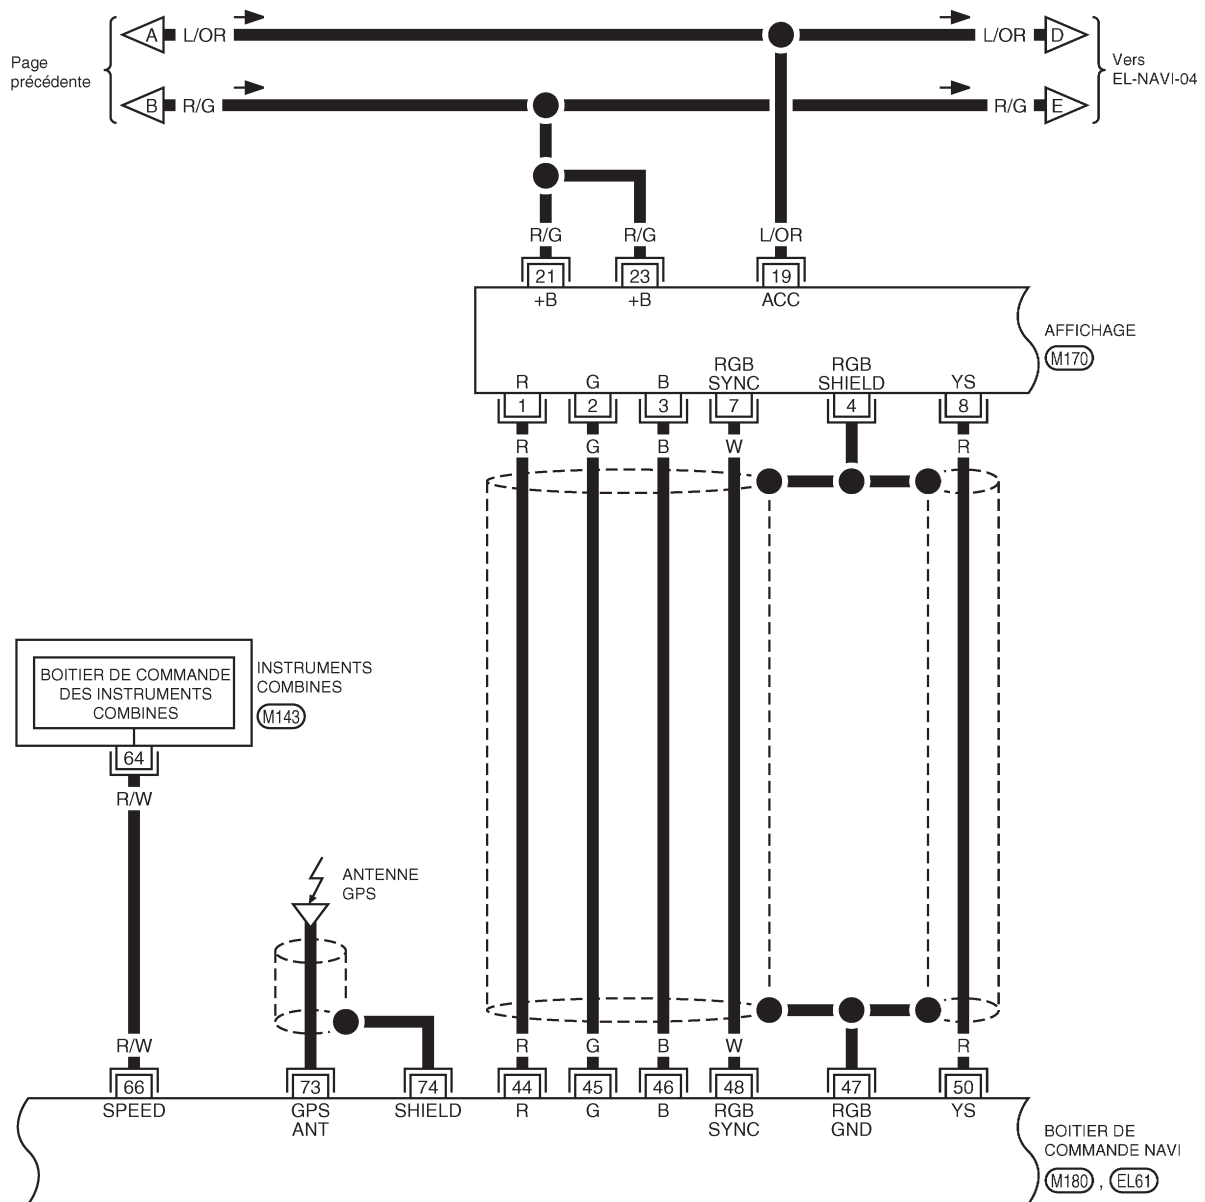 A L/OR L/OR D
Page
précédente
Vers
EL-NAVI-04
B R/G R/G E
R/G R/G L/OR
21 23 19
+B +B ACC
AFFICHAGE
M170
RGB RGB
R G B SYNC SHIELD YS
1 2 3 7 4 8
R G B W R
BOITIER DE COMMANDE
DES INSTRUMENTS
COMBINES
INSTRUMENTS
COMBINES
M143
64
R/W
ANTENNE
GPS
R/W R G B W R
66 73 74 44 45 46 48 47 50
SPEED GPS SHIELD R G B RGB RGB YS
ANT SYNC GND
BOITIER DE
COMMANDE NAVI
M180 , EL61